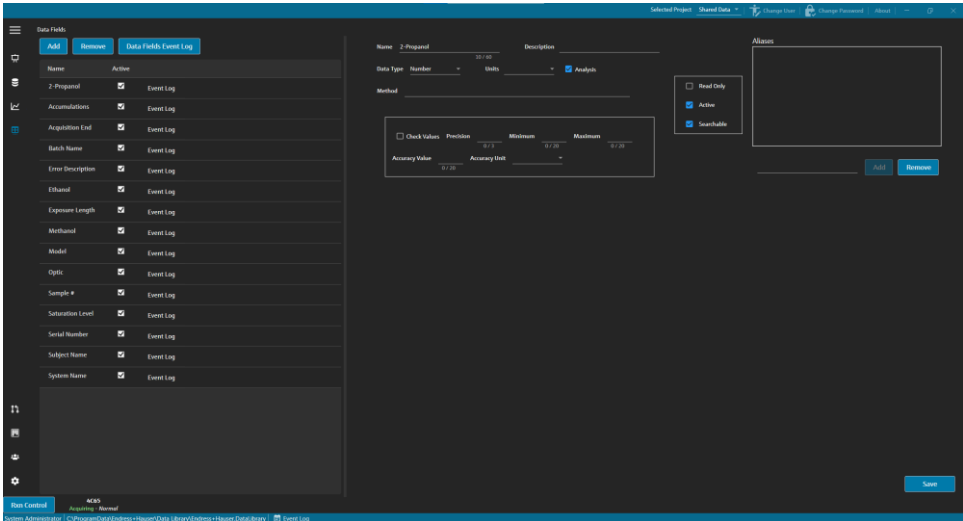 Selected Project Shared Data Change User Change Password About
Data Fields
Add Remove Data Fields Event Log
Name Active
2-Propanol Event Log
Accumulations Event Log
Acquisition End Event Log
Batch Name Event Log
Error Description Event Log
Ethanol Event Log
Exposure Length Event Log
Methanol Event Log
Model Event Log
Optic Event Log
Sample # Event Log
Saturation Level Event Log
Serial Number Event Log
Subject Name Event Log
System Name Event Log
Name 2-Propanol Description
10 / 60
Data Type Number Units Analysis
Method
Check Values Precision Minimum Maximum
0 / 3 0 / 20 0 / 20
Accuracy Value Accuracy Unit
0 / 20
Read Only
Active
Searchable
Aliases
Add Remove
Save
Run Control
4C65
Acquiring - Normal
System Administrator C:\ProgramData\Endress+Hauser\Data Library\Endress+Hauser.DataLibrary Event Log